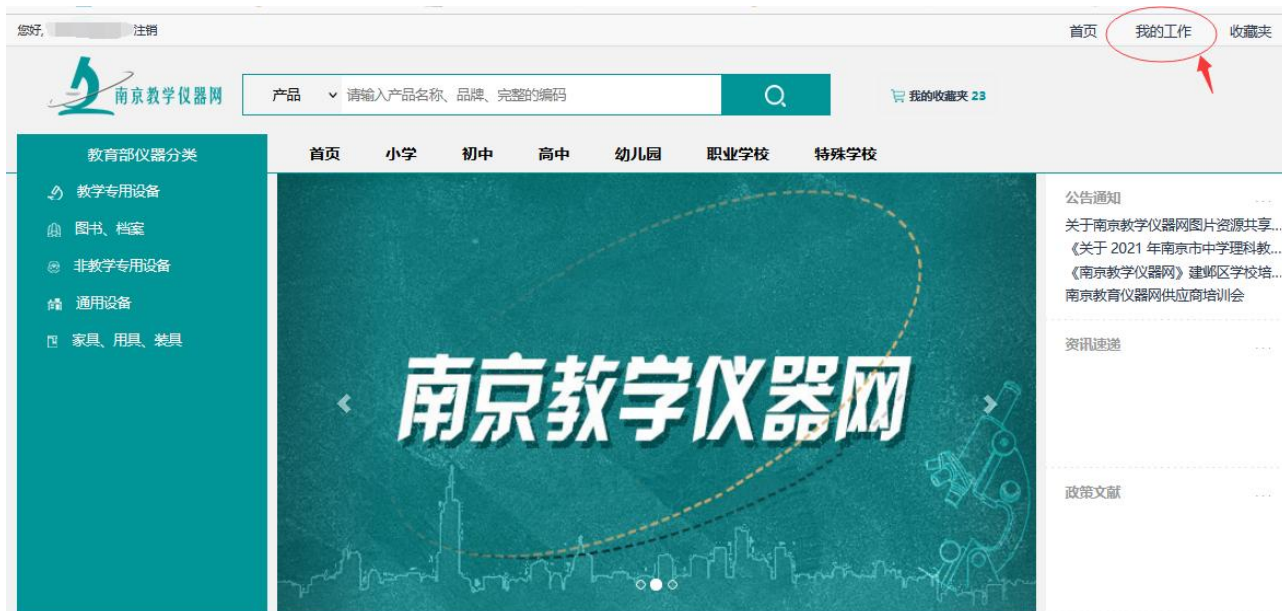 您好, 注销
首页 我的工作 收藏夹
南京教学仪器网
产品 请输入产品名称、品牌、完整的编码
我的收藏夹 23
教育部仪器分类
首页 小学 初中 高中 幼儿园 职业学校 特殊学校
教学专用设备
图书、档案
非教学专用设备
通用设备
家具、用具、装具
南京教学仪器网
公告通知 ...
关于南京教学仪器网图片资源共享...
《关于 2021 年南京市中学理科教...
《南京教学仪器网》建邺区学校培...
南京教育仪器网供应商培训会
资讯速递 ...
政策文献 ...